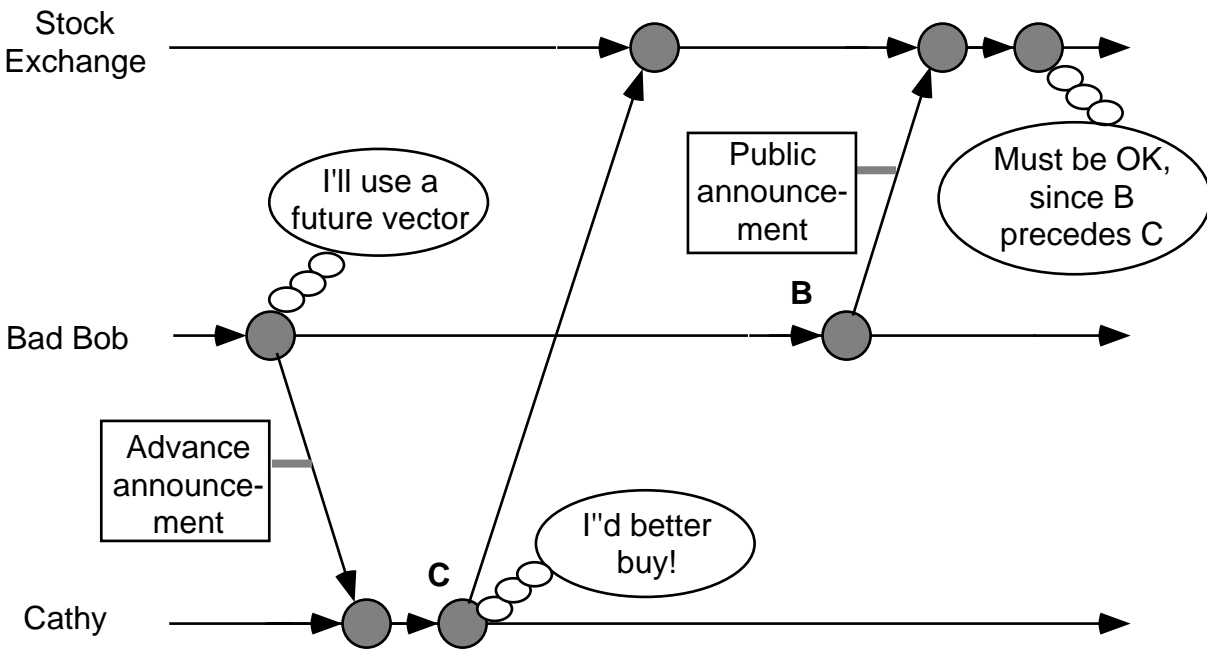 Stock
Exchange
Public
announce-
ment
Must be OK,
since B
precedes C
I'll use a
future vector
B
Bad Bob
Advance
announce-
ment
I"d better
buy!
C
Cathy